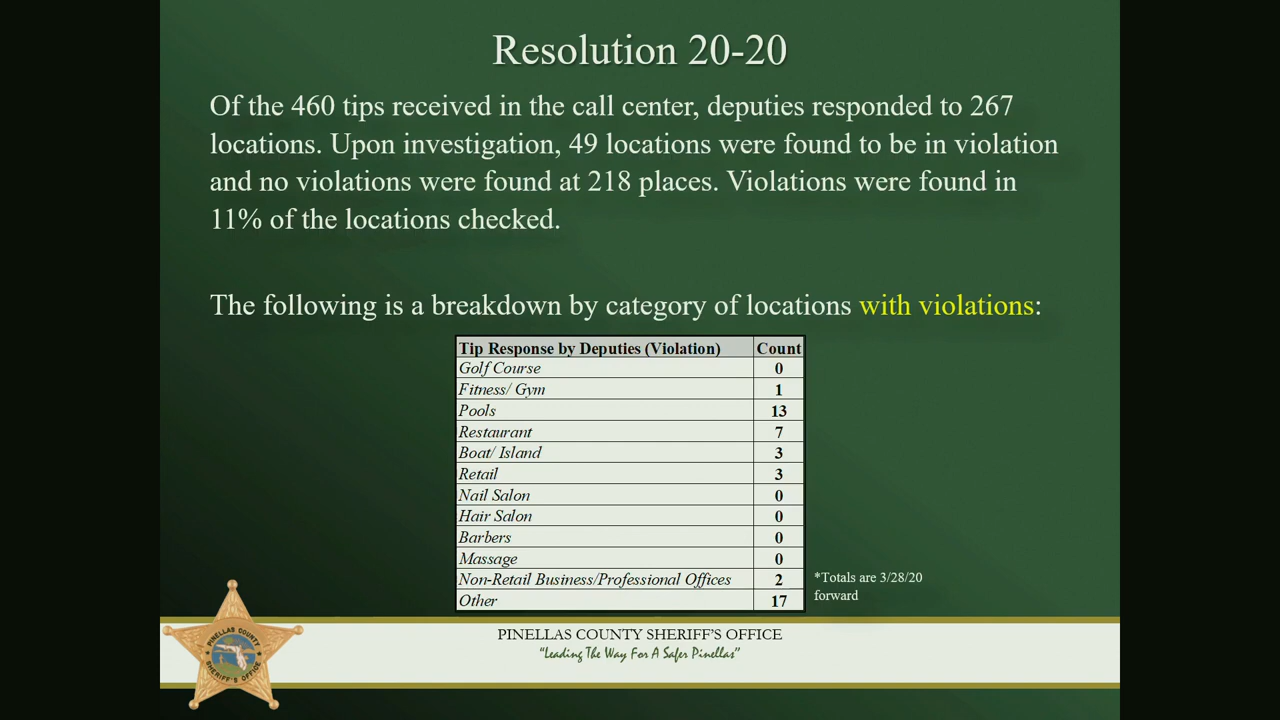 Resolution 20-20
Of the 460 tips received in the call center, deputies responded to 267
locations. Upon investigation, 49 locations were found to be in violation
and no violations were found at 218 places. Violations were found in
11% of the locations checked.
The following is a breakdown by category of locations with violations:
Tip Response by Deputies (Violation) Count
Golf Course 0
Fitness/ Gym 1
Pools 13
Restaurant 7
Boat/ Island 3
Retail 3
Nail Salon 0
Hair Salon 0
Barbers 0
Massage 0
Non-Retail Business/Professional Offices 2
Other 17
*Totals are 3/28/20
forward
PINELLAS COUNTY SHERIFF'S OFFICE
"Leading The Way For A Safer Pinellas"
PINELLAS COUNTY
SHERIFF'S OFFICE